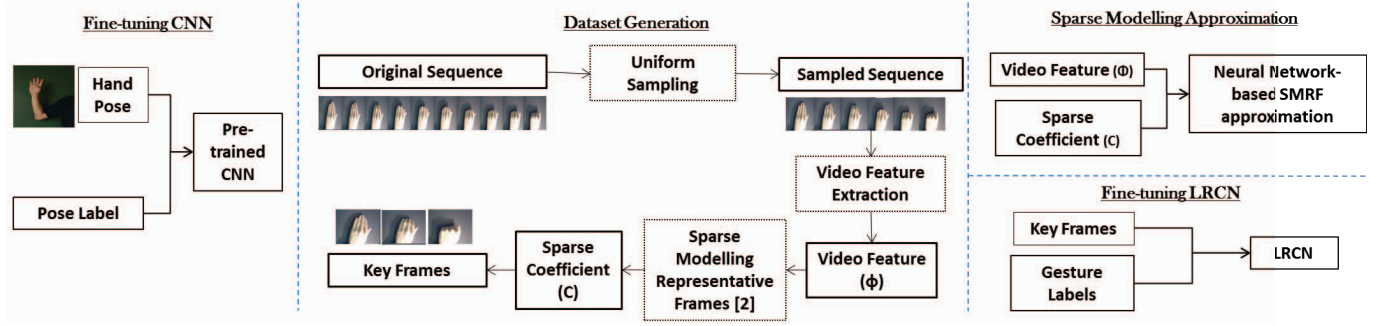 Fine-tuning CNN
Hand
Pose
Pre-
trained
CNN
Pose Label
Dataset Generation
Original Sequence
Uniform
Sampling
Sampled Sequence
Video Feature
Extraction
Video Feature
(ϕ)
Sparse
Modelling
Representative
Frames [2]
Sparse
Coefficient
(C)
Key Frames
Sparse Modelling Approximation
Video Feature (Φ)
Sparse
Coefficient (C)
Neural Network-
based SMRF
approximation
Fine-tuning LRCN
Key Frames
Gesture
Labels
LRCN